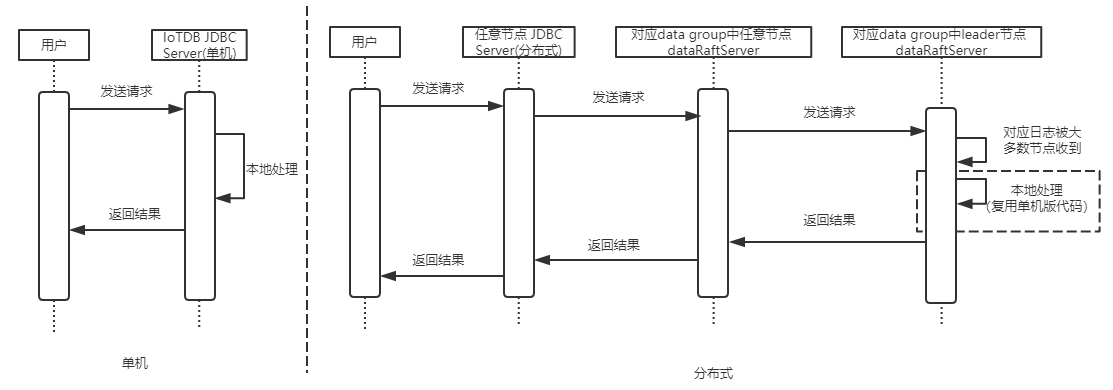 用户
IoTDB JDBC
Server(单机)
发送请求
本地处理
返回结果
单机
用户
任意节点 JDBC
Server(分布式)
对应data group中任意节点
dataRaftServer
对应data group中leader节点
dataRaftServer
发送请求
发送请求
发送请求
对应日志被大
多数节点收到
本地处理
(复用单机版代码)
返回结果
返回结果
返回结果
分布式